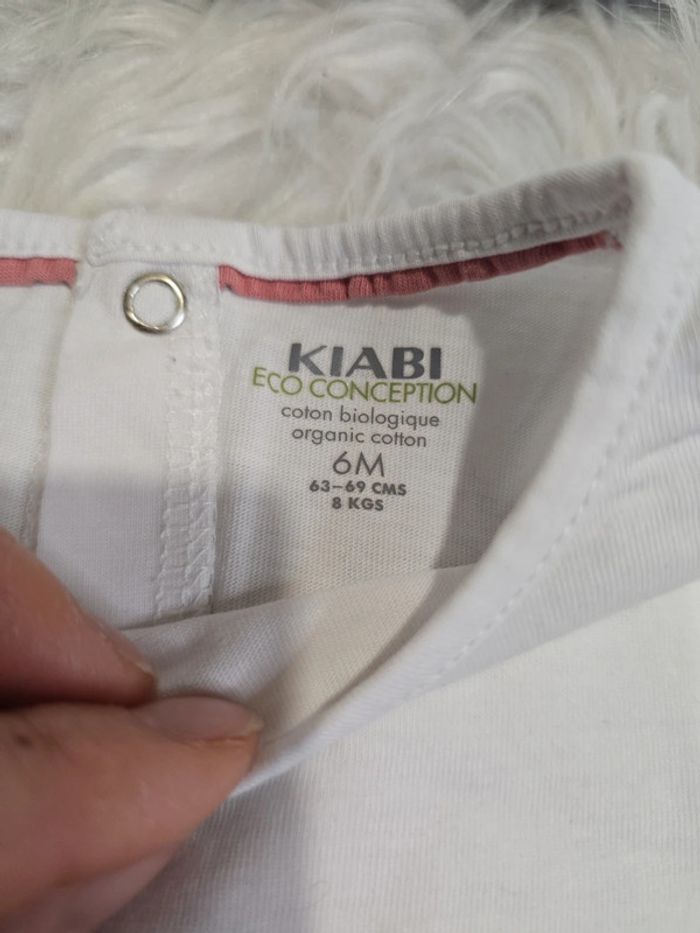 KIABI
ECO CONCEPTION
coton biologique
organic cotton
6M
63–69 CMS
8 KGS